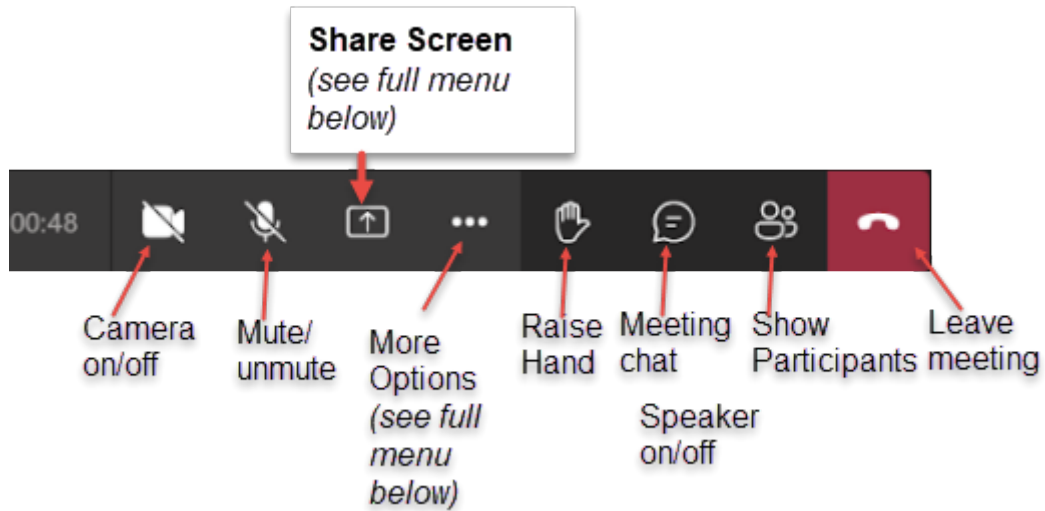 Share Screen
(see full menu
below)
00:48
Camera
on/off
Mute/
unmute
More
Options
(see full
menu
below)
Raise
Hand
Meeting
chat
Speaker
on/off
Show
Participants
Leave
meeting